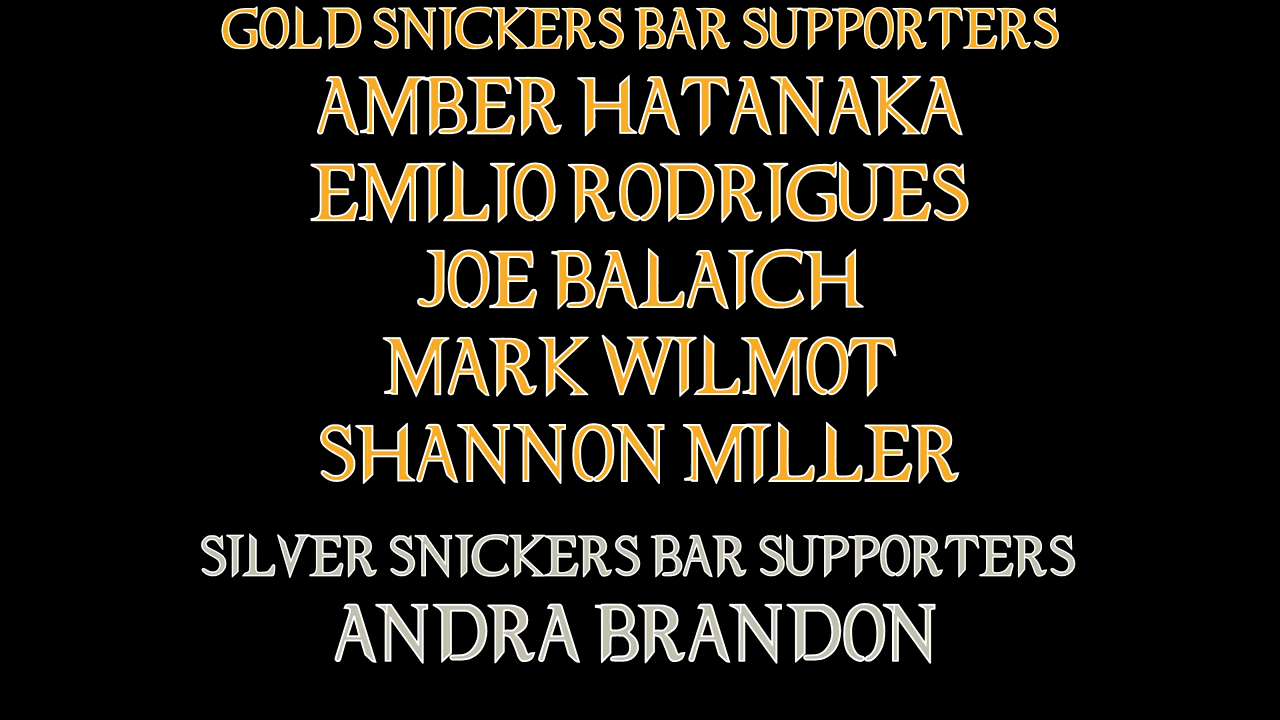 GOLD SNICKERS BAR SUPPORTERS
AMBER HATANAKA
EMILIO RODRIGUES
JOE BALAICH
MARK WILMOT
SHANNON MILLER
SILVER SNICKERS BAR SUPPORTERS
ANDRA BRANDON